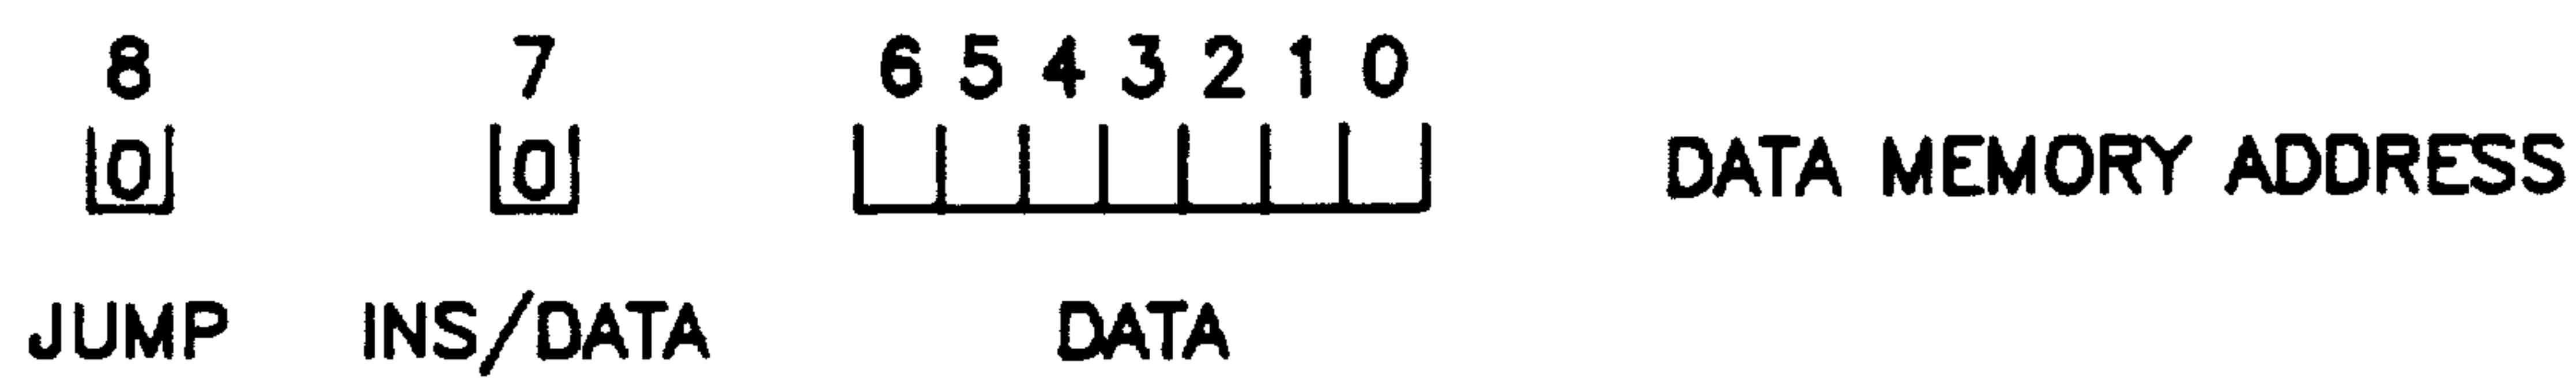 8 7 6 5 4 3 2 1 0
0 0 DATA MEMORY ADDRESS
JUMP INS/DATA DATA